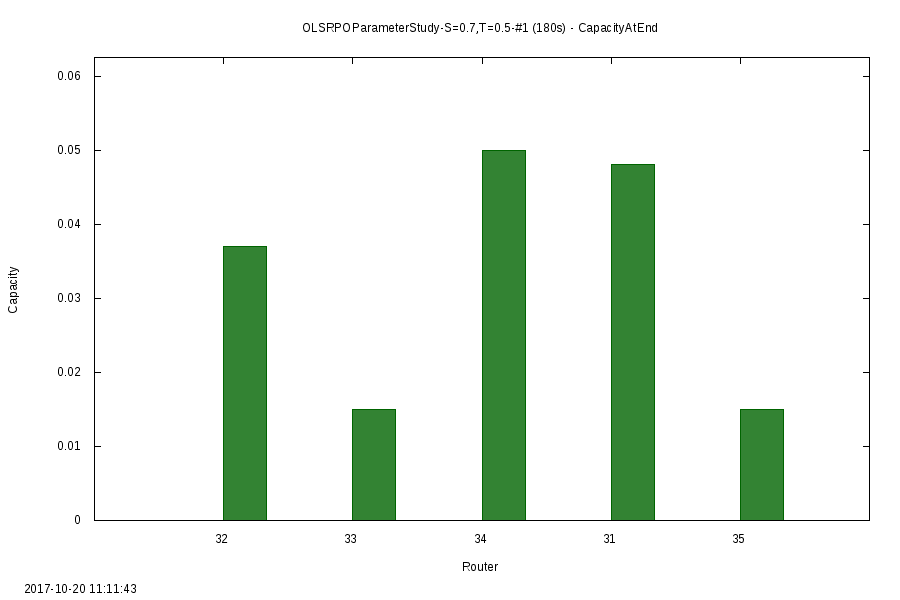 OLSRPOParameterStudy-S=0.7,T=0.5-#1 (180s) - CapacityAtEnd
0.06
0.05
0.04
0.03
0.02
0.01
0
Capacity
32 33 34 31 35
Router
2017-10-20 11:11:43